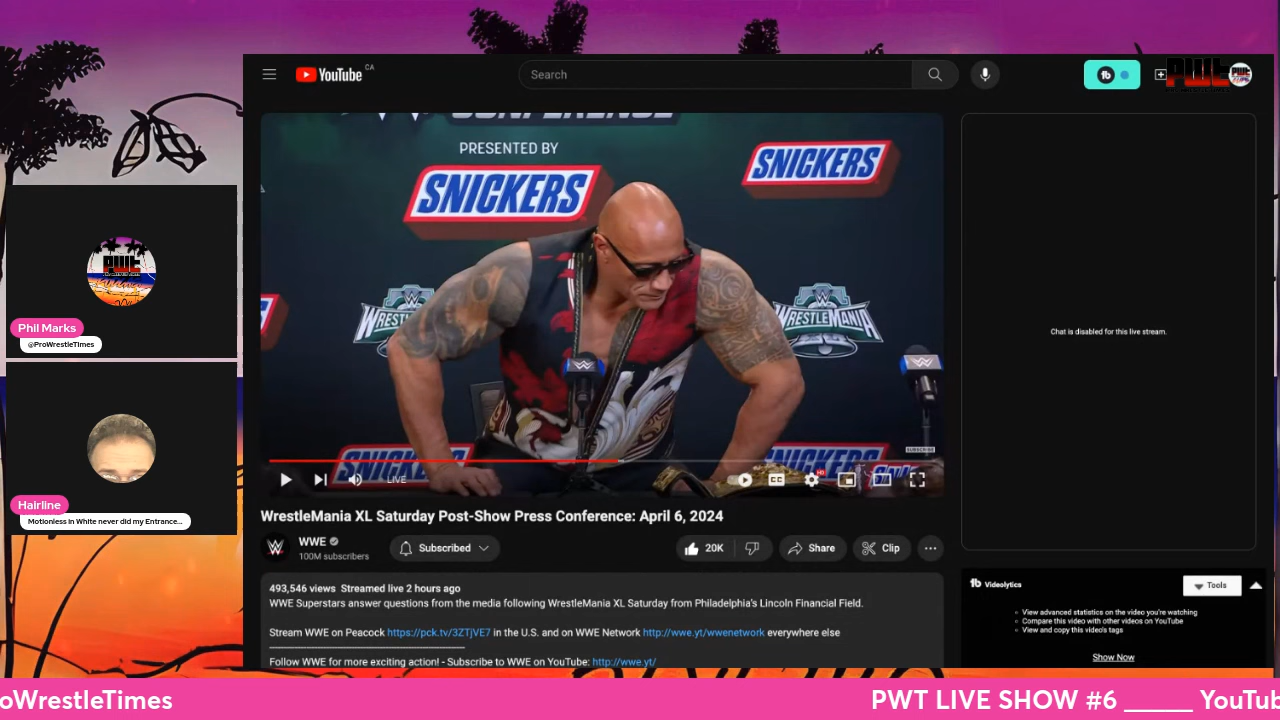 YouTube CA
Search
PWT
CONFERENCE
PRESENTED BY
SNICKERS
SNICKERS
WRESTLEMANIA
WRESTLEMANIA
SUBSCRIBE
LIVE
HD
Chat is disabled for this live stream.
PWT
Phil Marks
@ProWrestleTimes
Hairline
Motionless in White never did my Entrance...
WrestleMania XL Saturday Post-Show Press Conference: April 6, 2024
WWE
100M subscribers
Subscribed
20K
Share
Clip
493,546 views Streamed live 2 hours ago
WWE Superstars answer questions from the media following WrestleMania XL Saturday from Philadelphia's Lincoln Financial Field.
Stream WWE on Peacock https://pck.tv/3ZTjVE7 in the U.S. and on WWE Network http://wwe.yt/wwenetwork everywhere else
Follow WWE for more exciting action! - Subscribe to WWE on YouTube: http://wwe.yt/
Videolytics
Tools
View advanced statistics on the video you're watching
Compare this video with other videos on YouTube
View and copy this video's tags
Show Now
oWrestleTimes
PWT LIVE SHOW #6 _____ YouTub